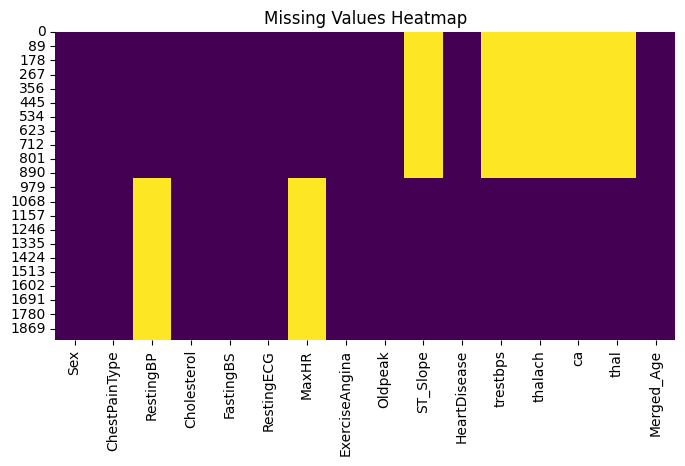 Missing Values Heatmap
0
89
178
267
356
445
534
623
712
801
890
979
1068
1157
1246
1335
1424
1513
1602
1691
1780
1869
Sex
ChestPainType
RestingBP
Cholesterol
FastingBS
RestingECG
MaxHR
ExerciseAngina
Oldpeak
ST_Slope
HeartDisease
trestbps
thalach
ca
thal
Merged_Age